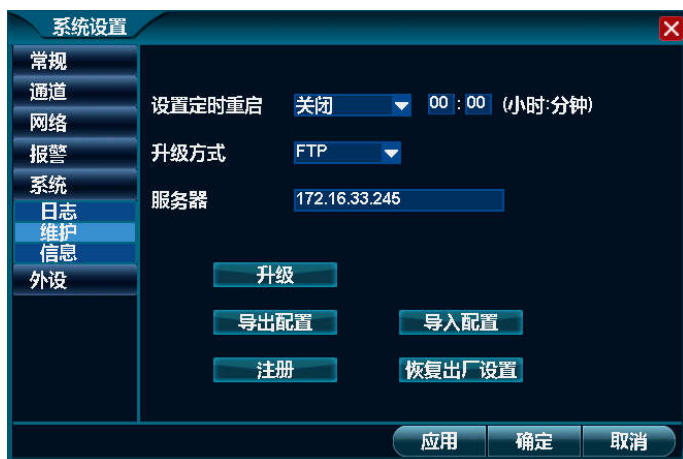 系统设置
常规
通道
网络
报警
系统
日志
维护
信息
外设
设置定时重启 关闭 00 : 00 (小时:分钟)
升级方式 FTP
服务器 172.16.33.245
升级
导出配置 导入配置
注册 恢复出厂设置
应用 确定 取消